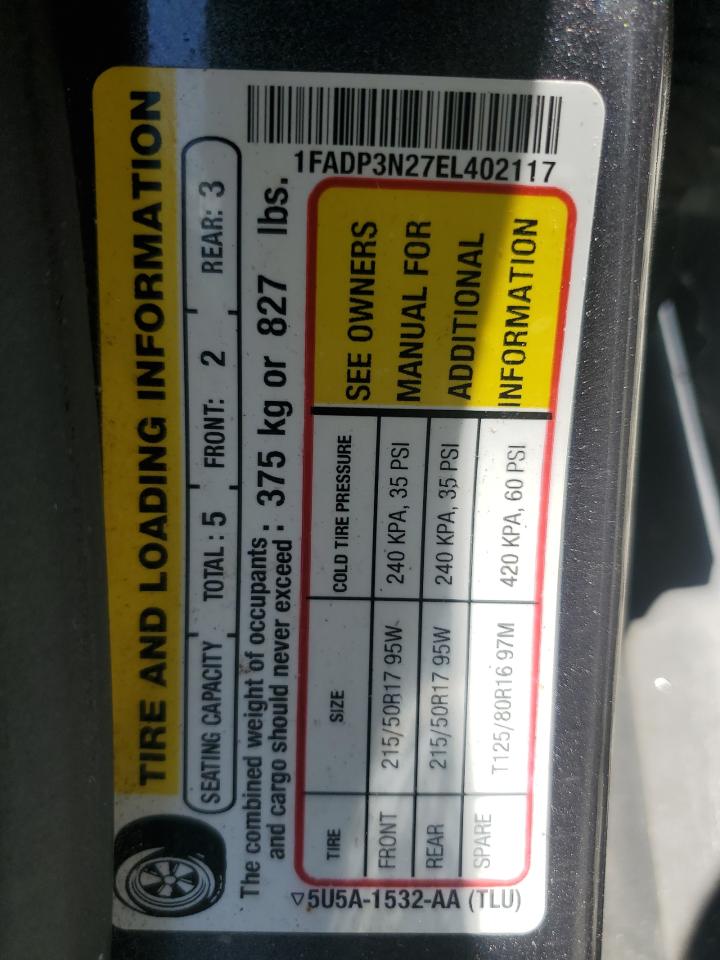 TIRE AND LOADING INFORMATION
SEATING CAPACITY TOTAL : 5 FRONT: 2 REAR: 3
The combined weight of occupants
and cargo should never exceed : 375 kg or 827 lbs.
TIRE SIZE COLD TIRE PRESSURE
FRONT 215/50R17 95W 240 KPA, 35 PSI
REAR 215/50R17 95W 240 KPA, 35 PSI
SPARE T125/80R16 97M 420 KPA, 60 PSI
SEE OWNERS
MANUAL FOR
ADDITIONAL
INFORMATION
5U5A-1532-AA (TLU)
1FADP3N27EL402117